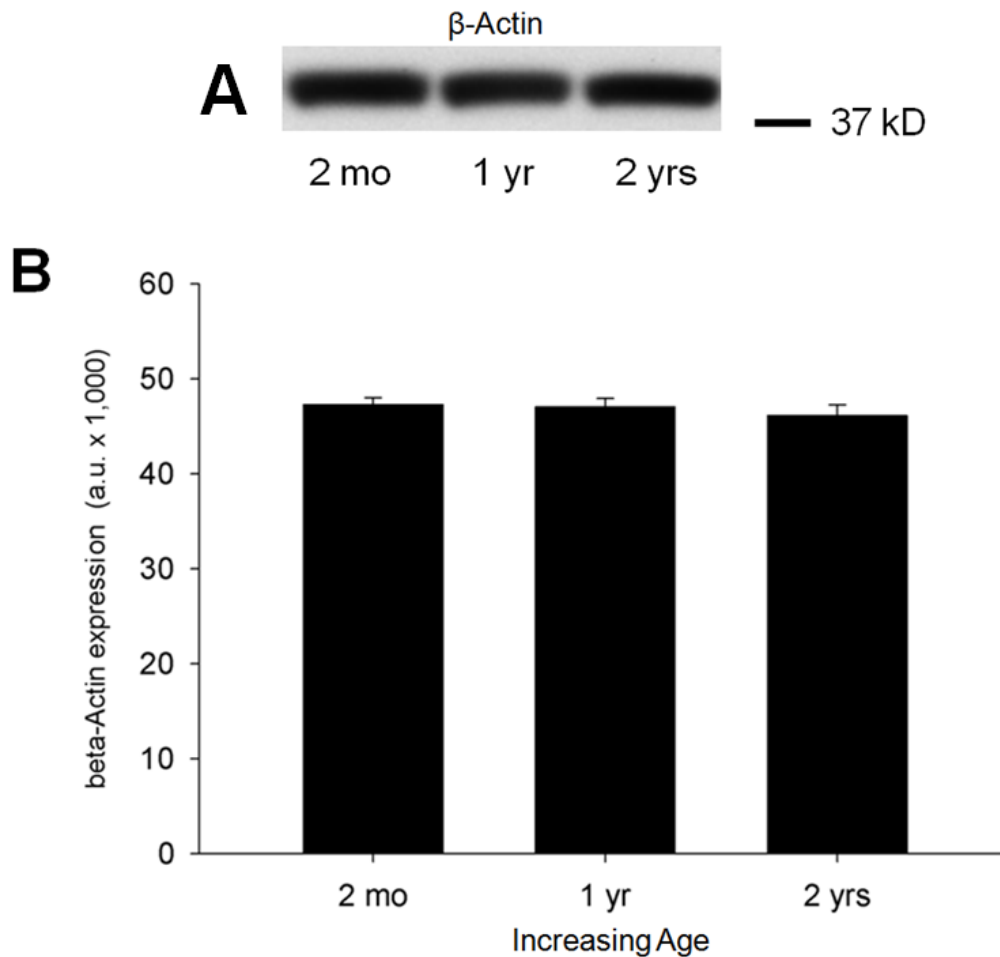 β-Actin
A
37 kD
2 mo 1 yr 2 yrs
B
60
50
40
30
20
10
0
beta-Actin expression (a.u. x 1,000)
2 mo 1 yr 2 yrs
Increasing Age